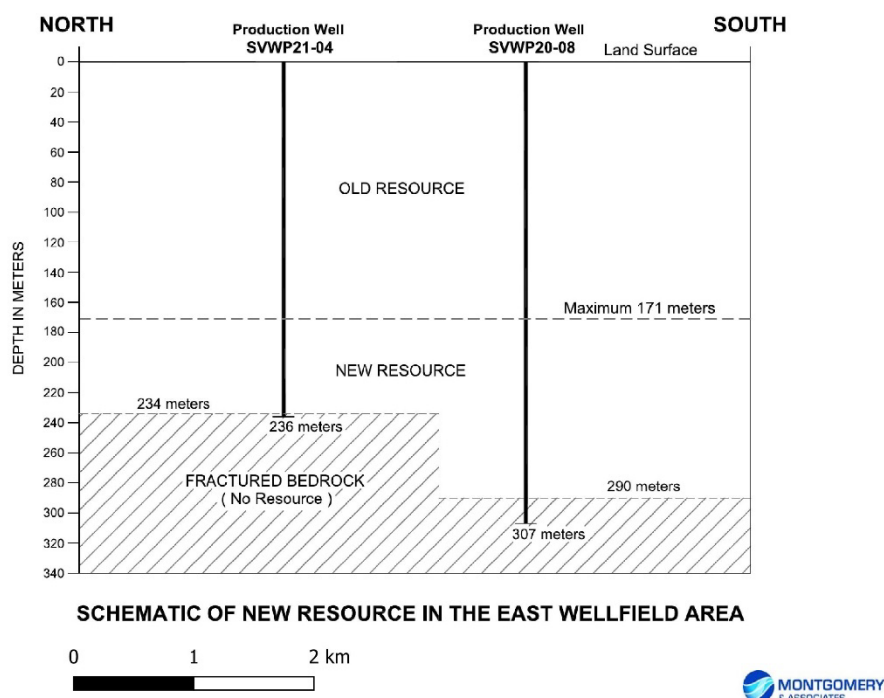 NORTH
Production Well
SVWP21-04
Production Well
SVWP20-08
SOUTH
Land Surface
DEPTH IN METERS
0
20
40
60
80
100
120
140
160
180
200
220
240
260
280
300
320
340
OLD RESOURCE
Maximum 171 meters
NEW RESOURCE
234 meters
236 meters
FRACTURED BEDROCK
( No Resource )
290 meters
307 meters
SCHEMATIC OF NEW RESOURCE IN THE EAST WELLFIELD AREA
0 1 2 km
MONTGOMERY
& ASSOCIATES